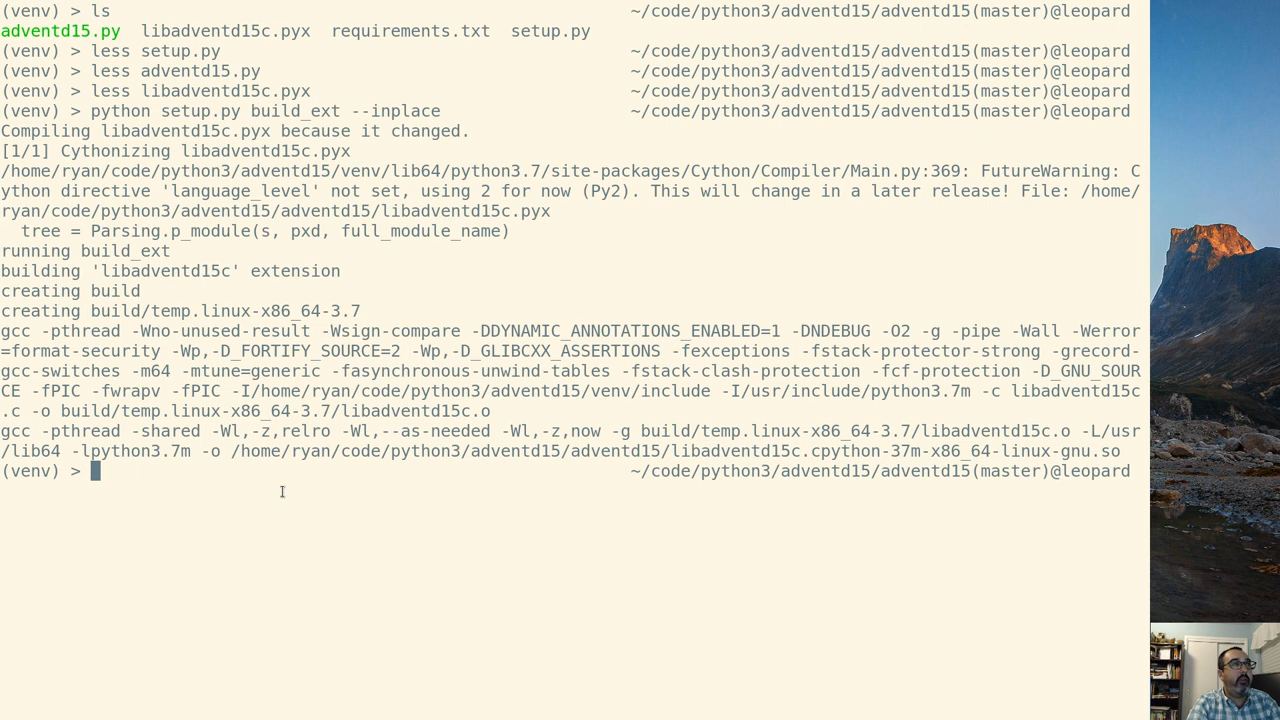 (venv) > ls ~/code/python3/adventd15/adventd15(master)@leopard
adventd15.py  libadventd15c.pyx  requirements.txt  setup.py
(venv) > less setup.py ~/code/python3/adventd15/adventd15(master)@leopard
(venv) > less adventd15.py ~/code/python3/adventd15/adventd15(master)@leopard
(venv) > less libadventd15c.pyx ~/code/python3/adventd15/adventd15(master)@leopard
(venv) > python setup.py build_ext --inplace ~/code/python3/adventd15/adventd15(master)@leopard
Compiling libadventd15c.pyx because it changed.
[1/1] Cythonizing libadventd15c.pyx
/home/ryan/code/python3/adventd15/venv/lib64/python3.7/site-packages/Cython/Compiler/Main.py:369: FutureWarning: C
ython directive 'language_level' not set, using 2 for now (Py2). This will change in a later release! File: /home/
ryan/code/python3/adventd15/adventd15/libadventd15c.pyx
  tree = Parsing.p_module(s, pxd, full_module_name)
running build_ext
building 'libadventd15c' extension
creating build
creating build/temp.linux-x86_64-3.7
gcc -pthread -Wno-unused-result -Wsign-compare -DDYNAMIC_ANNOTATIONS_ENABLED=1 -DNDEBUG -O2 -g -pipe -Wall -Werror
=format-security -Wp,-D_FORTIFY_SOURCE=2 -Wp,-D_GLIBCXX_ASSERTIONS -fexceptions -fstack-protector-strong -grecord-
gcc-switches -m64 -mtune=generic -fasynchronous-unwind-tables -fstack-clash-protection -fcf-protection -D_GNU_SOUR
CE -fPIC -fwrapv -fPIC -I/home/ryan/code/python3/adventd15/venv/include -I/usr/include/python3.7m -c libadventd15c
.c -o build/temp.linux-x86_64-3.7/libadventd15c.o
gcc -pthread -shared -Wl,-z,relro -Wl,--as-needed -Wl,-z,now -g build/temp.linux-x86_64-3.7/libadventd15c.o -L/usr
/lib64 -lpython3.7m -o /home/ryan/code/python3/adventd15/adventd15/libadventd15c.cpython-37m-x86_64-linux-gnu.so
(venv) > ~/code/python3/adventd15/adventd15(master)@leopard